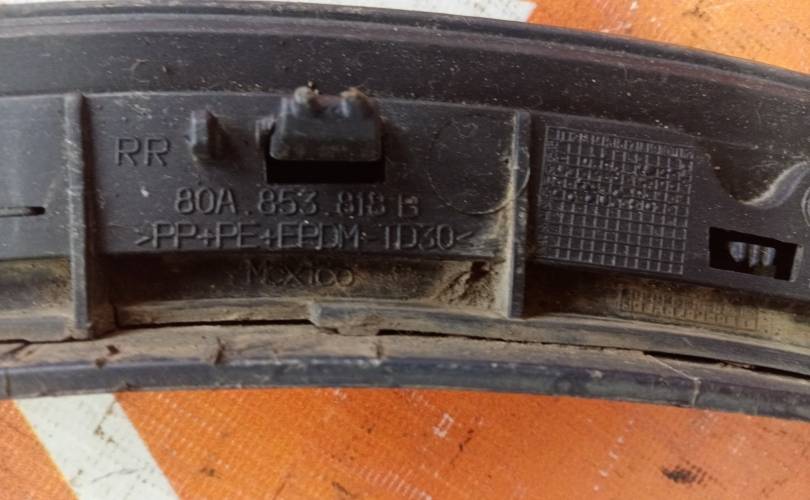 RR
80A.853.818 B
>PP+PE+EPDM-TD30<
Mexico